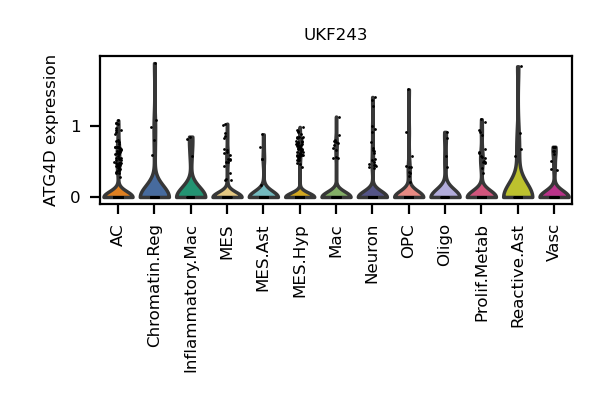 UKF243
ATG4D expression
1
0
AC
Chromatin.Reg
Inflammatory.Mac
MES
MES.Ast
MES.Hyp
Mac
Neuron
OPC
Oligo
Prolif.Metab
Reactive.Ast
Vasc